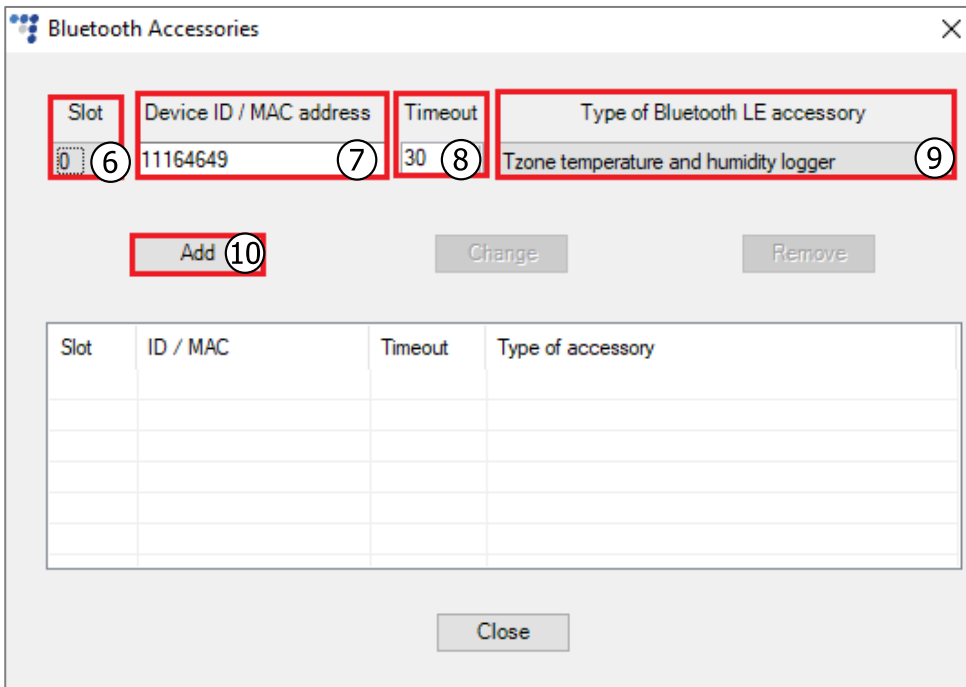 Bluetooth Accessories
Slot Device ID / MAC address Timeout Type of Bluetooth LE accessory
0 6 11164649 7 30 8 Tzone temperature and humidity logger 9
Add 10 Change Remove
Slot ID / MAC Timeout Type of accessory
Close